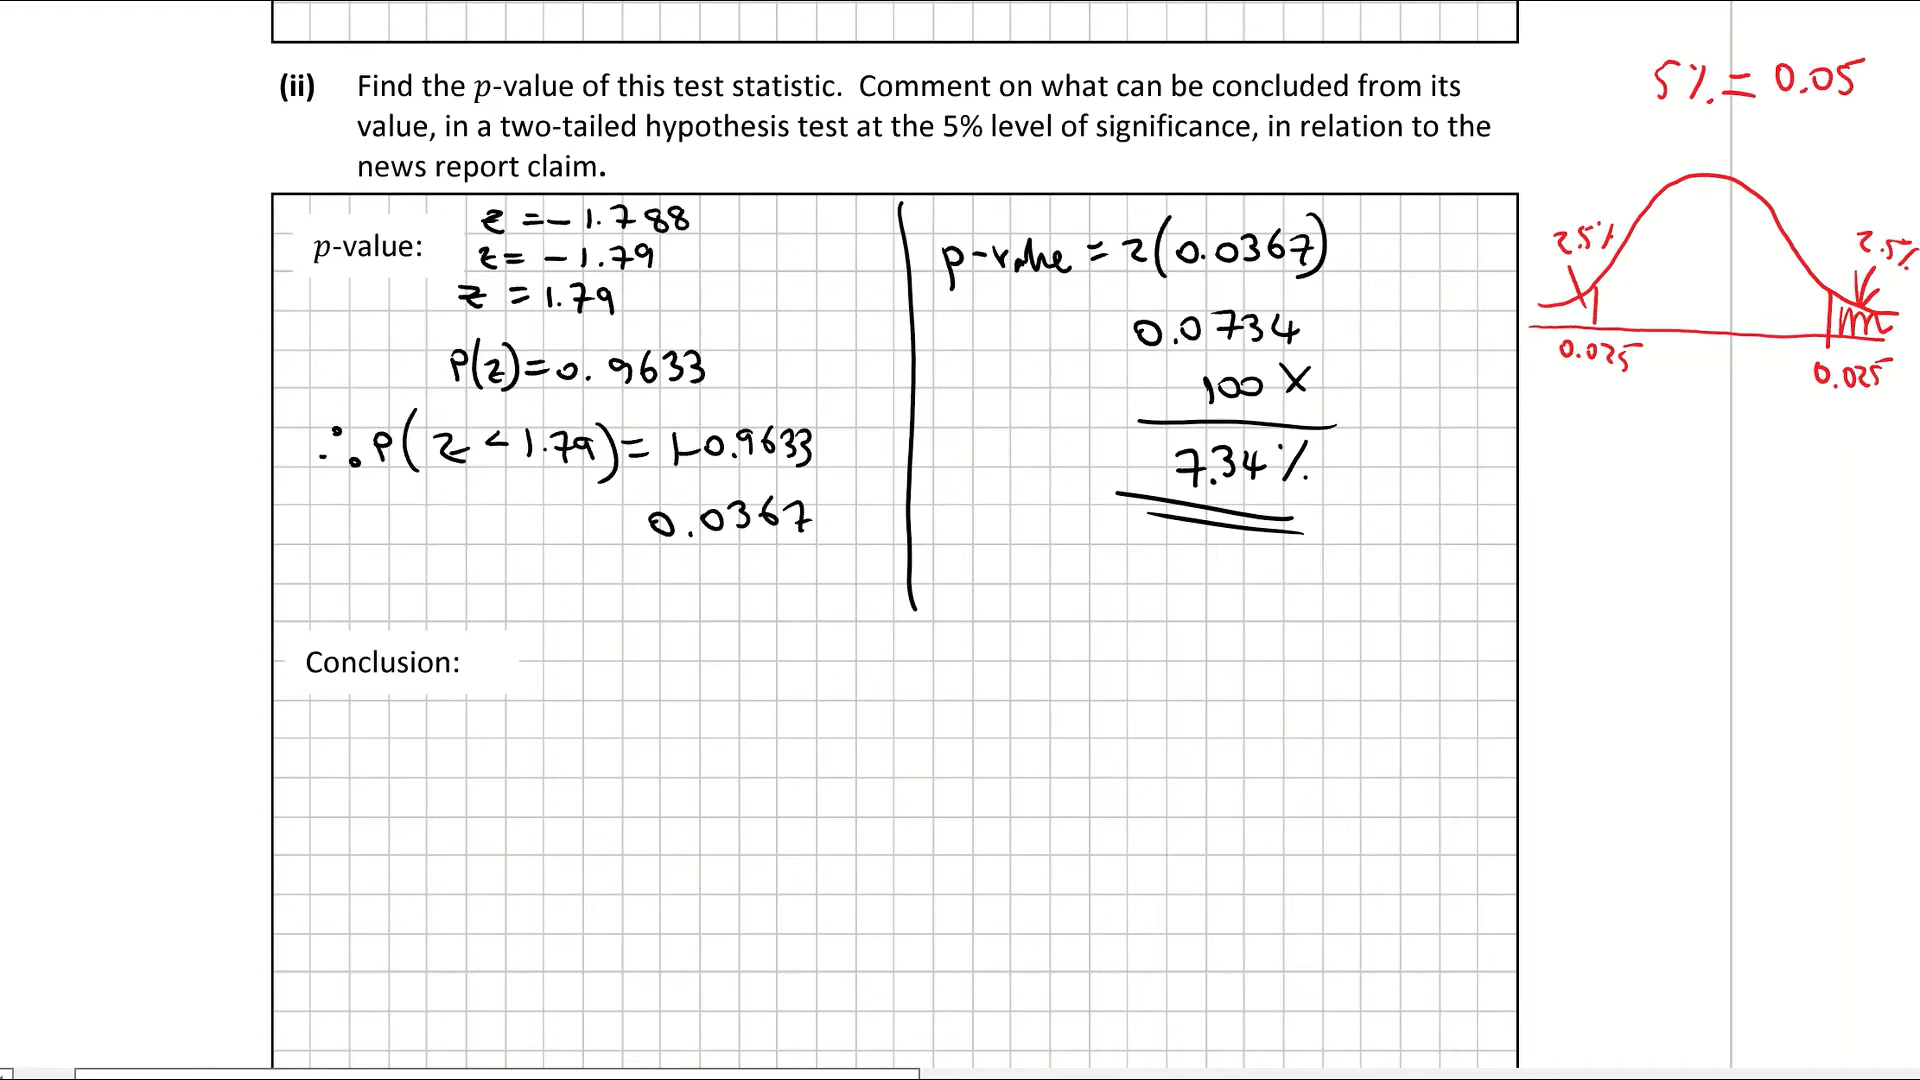 (ii) Find the p-value of this test statistic. Comment on what can be concluded from its
value, in a two-tailed hypothesis test at the 5% level of significance, in relation to the
news report claim.
p-value:
z = - 1.788
z = - 1.79
z = 1.79
P(z) = 0.9633
∴ P(z < 1.79) = 1-0.9633
0.0367
p-value = 2(0.0367)
0.0734
100 X
7.34%
Conclusion:
5% = 0.05
2.5%
2.5%
0.025
0.025